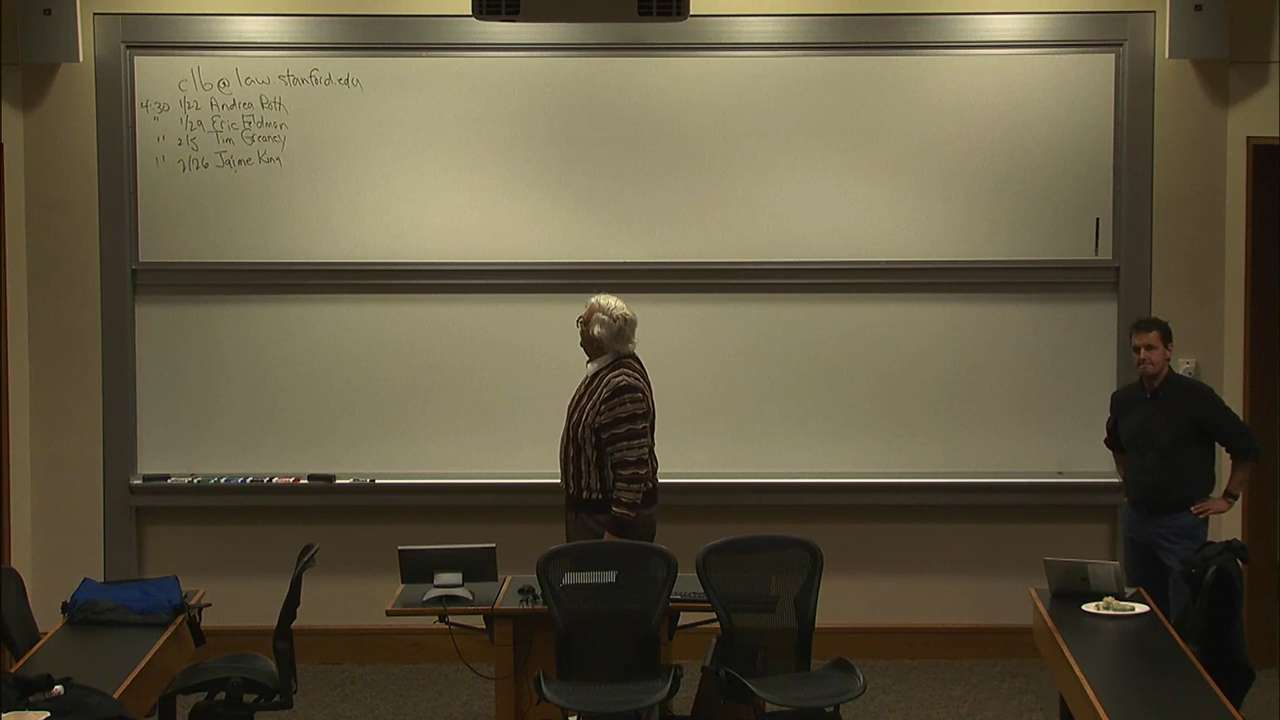 clb@law.stanford.edu
4:30 1/22 Andrea Roth
" 1/29 Eric Feldman
" 2/5 Tim Greaney
" 2/26 Jaime King